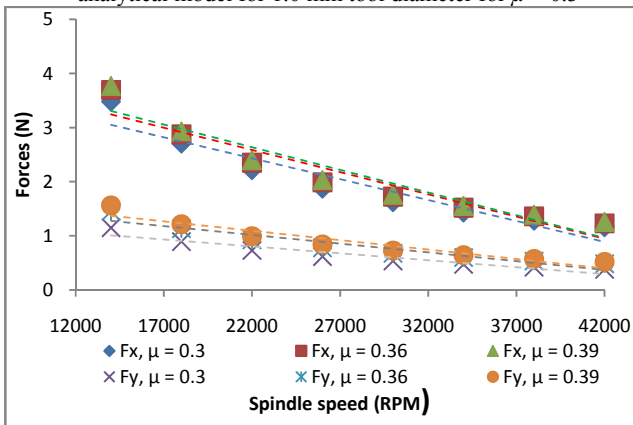 analytical model for 1.0 mm tool diameter for μ = 0.3
5
4
3
2
1
0
Forces (N)
12000 17000 22000 27000 32000 37000 42000
Fx, μ = 0.3 Fx, μ = 0.36 Fx, μ = 0.39
Fy, μ = 0.3 Fy, μ = 0.36 Fy, μ = 0.39
Spindle speed (RPM)